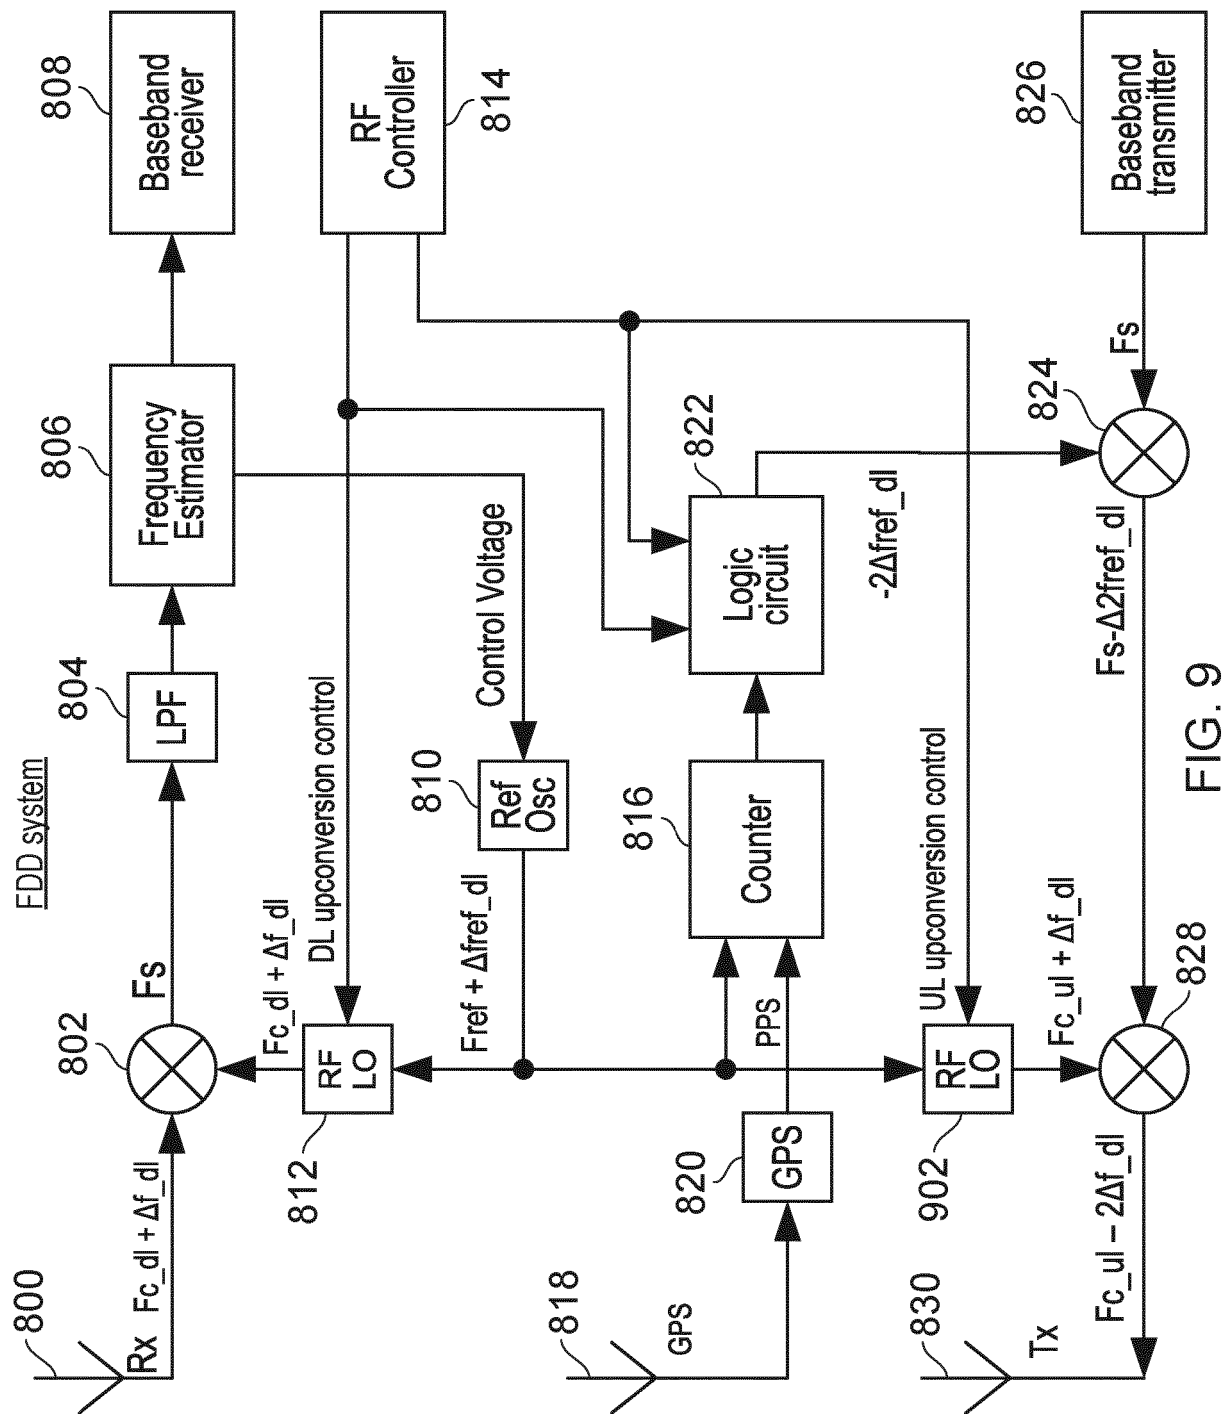 FDD system
800
Rx
Fc_dl + Δf_dl
802
Fs
804
LPF
806
Frequency
Estimator
808
Baseband
receiver
812
RF
LO
Fc_dl + Δf_dl
DL upconversion control
RF
Controller
814
Fref + Δfref_dl
810
Ref
Osc
Control Voltage
818
GPS
820
GPS
PPS
816
Counter
822
Logic
circuit
-2Δfref_dl
902
RF
LO
UL upconversion control
Fc_ul + Δf_dl
830
Tx
Fc_ul – 2Δf_dl
828
Fs-Δ2fref_dl
824
Fs
826
Baseband
transmitter
FIG. 9